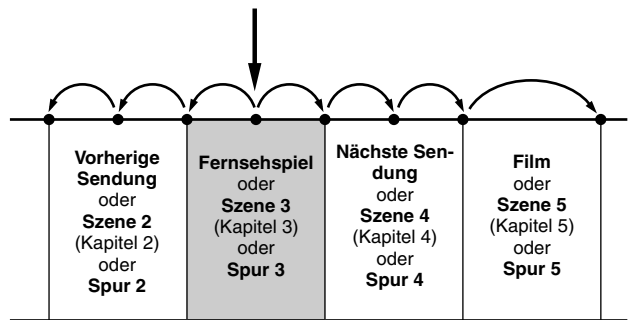 Vorherige
Sendung
oder
Szene 2
(Kapitel 2)
oder
Spur 2
Fernsehspiel
oder
Szene 3
(Kapitel 3)
oder
Spur 3
Nächste Sen-
dung
oder
Szene 4
(Kapitel 4)
oder
Spur 4
Film
oder
Szene 5
(Kapitel 5)
oder
Spur 5